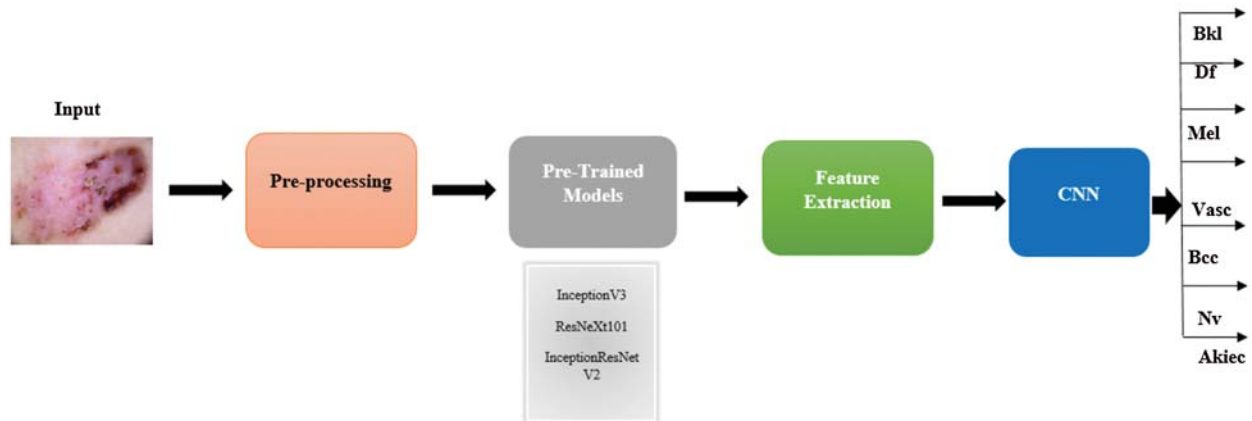 Input
Pre-processing
Pre-Trained
Models
InceptionV3
ResNeXt101
InceptionResNet
V2
Feature
Extraction
CNN
Bkl
Df
Mel
Vasc
Bcc
Nv
Akiec